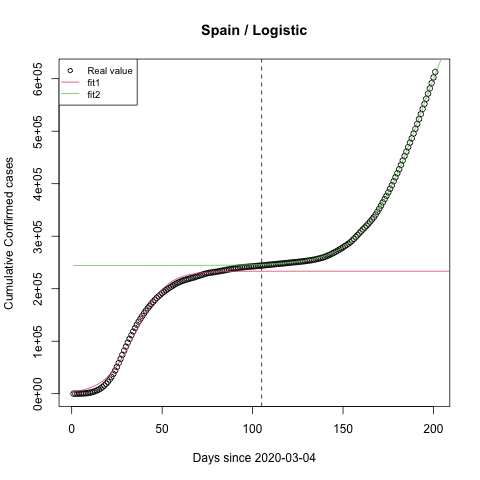 Spain / Logistic
Real value
fit1
fit2
Cumulative Confirmed cases
0e+00
1e+05
2e+05
3e+05
4e+05
5e+05
6e+05
0 50 100 150 200
Days since 2020-03-04